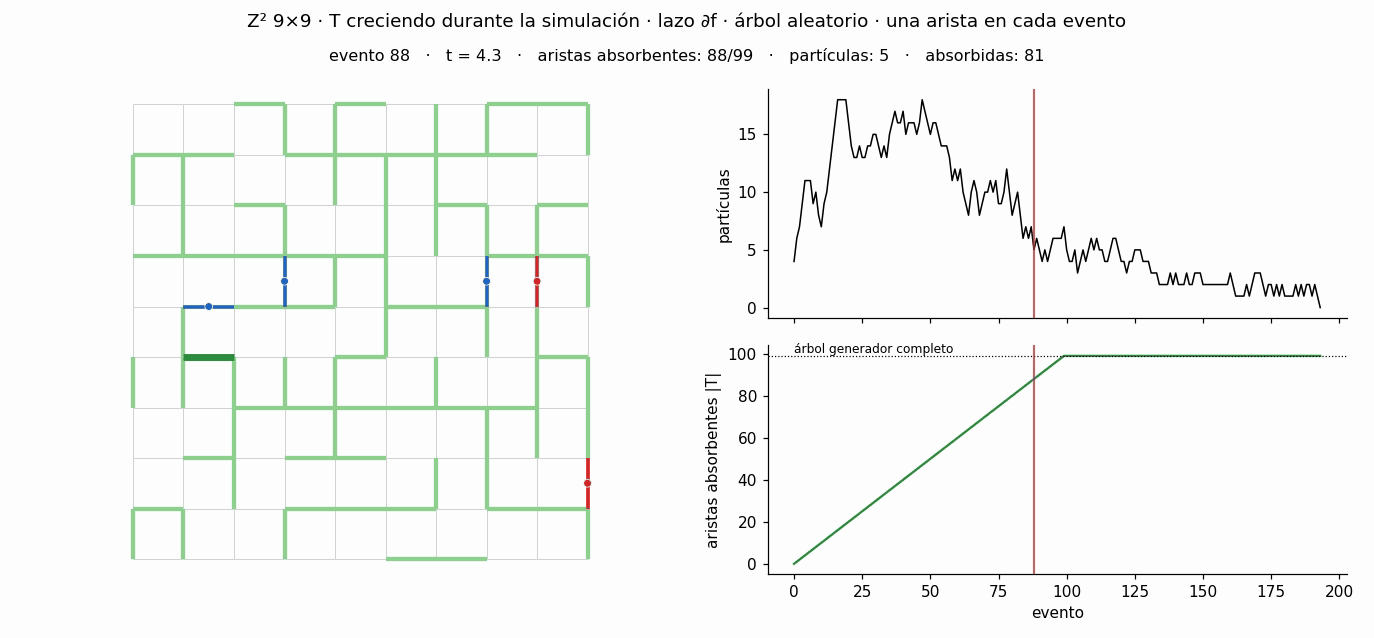 Z² 9×9 · T creciendo durante la simulación · lazo ∂f · árbol aleatorio · una arista en cada evento
evento 88 · t = 4.3 · aristas absorbentes: 88/99 · partículas: 5 · absorbidas: 81
partículas
15
10
5
0
aristas absorbentes |T|
árbol generador completo
100
80
60
40
20
0
0 25 50 75 100 125 150 175 200
evento